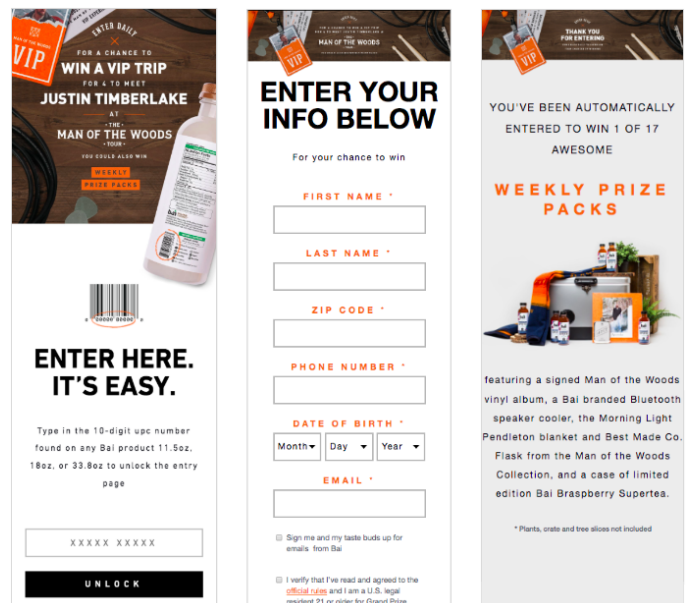 ENTER DAILY
FOR A CHANCE TO
WIN A VIP TRIP
FOR 4 TO MEET
JUSTIN TIMBERLAKE
AT
• THE •
MAN OF THE WOODS
• TOUR •
YOU COULD ALSO WIN
WEEKLY
PRIZE PACKS
VIP
bai
00000 00000
ENTER HERE.
IT'S EASY.
Type in the 10-digit upc number
found on any Bai product 11.5oz,
18oz, or 33.8oz to unlock the entry
page
XXXXX XXXXX
UNLOCK
MAN OF THE WOODS
VIP
ENTER YOUR
INFO BELOW
For your chance to win
FIRST NAME *
LAST NAME *
ZIP CODE *
PHONE NUMBER *
DATE OF BIRTH *
Month Day Year
EMAIL *
Sign me and my taste buds up for
emails from Bai
I verify that I've read and agreed to the
official rules and I am a U.S. legal
resident 21 or older for Grand Prize
THANK YOU
FOR ENTERING
VIP
YOU'VE BEEN AUTOMATICALLY
ENTERED TO WIN 1 OF 17
AWESOME
WEEKLY PRIZE
PACKS
featuring a signed Man of the Woods
vinyl album, a Bai branded Bluetooth
speaker cooler, the Morning Light
Pendleton blanket and Best Made Co.
Flask from the Man of the Woods
Collection, and a case of limited
edition Bai Braspberry Supertea.
* Plants, crate and tree slices not included